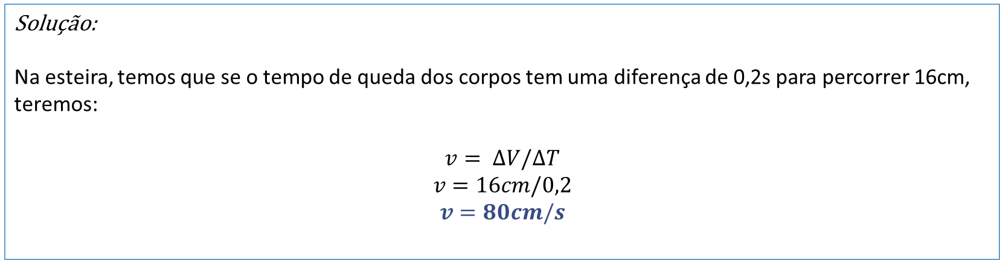 Solução:
Na esteira, temos que se o tempo de queda dos corpos tem uma diferença de 0,2s para percorrer 16cm,
teremos:
v = ΔV/ΔT
v = 16cm/0,2
v = 80cm/s